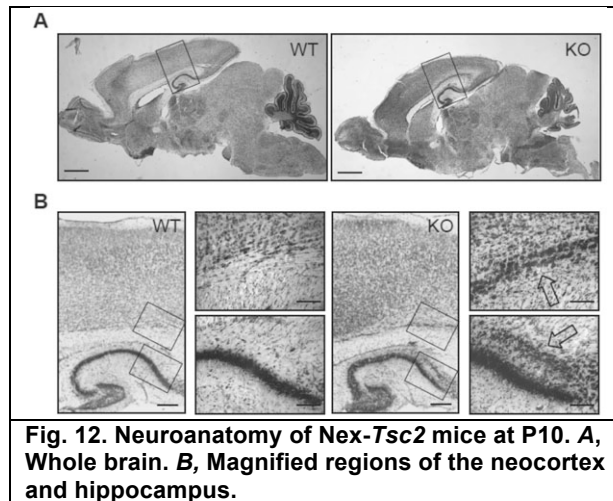 A
WT
KO
B
WT
KO
Fig. 12. Neuroanatomy of Nex-Tsc2 mice at P10. A,
Whole brain. B, Magnified regions of the neocortex
and hippocampus.